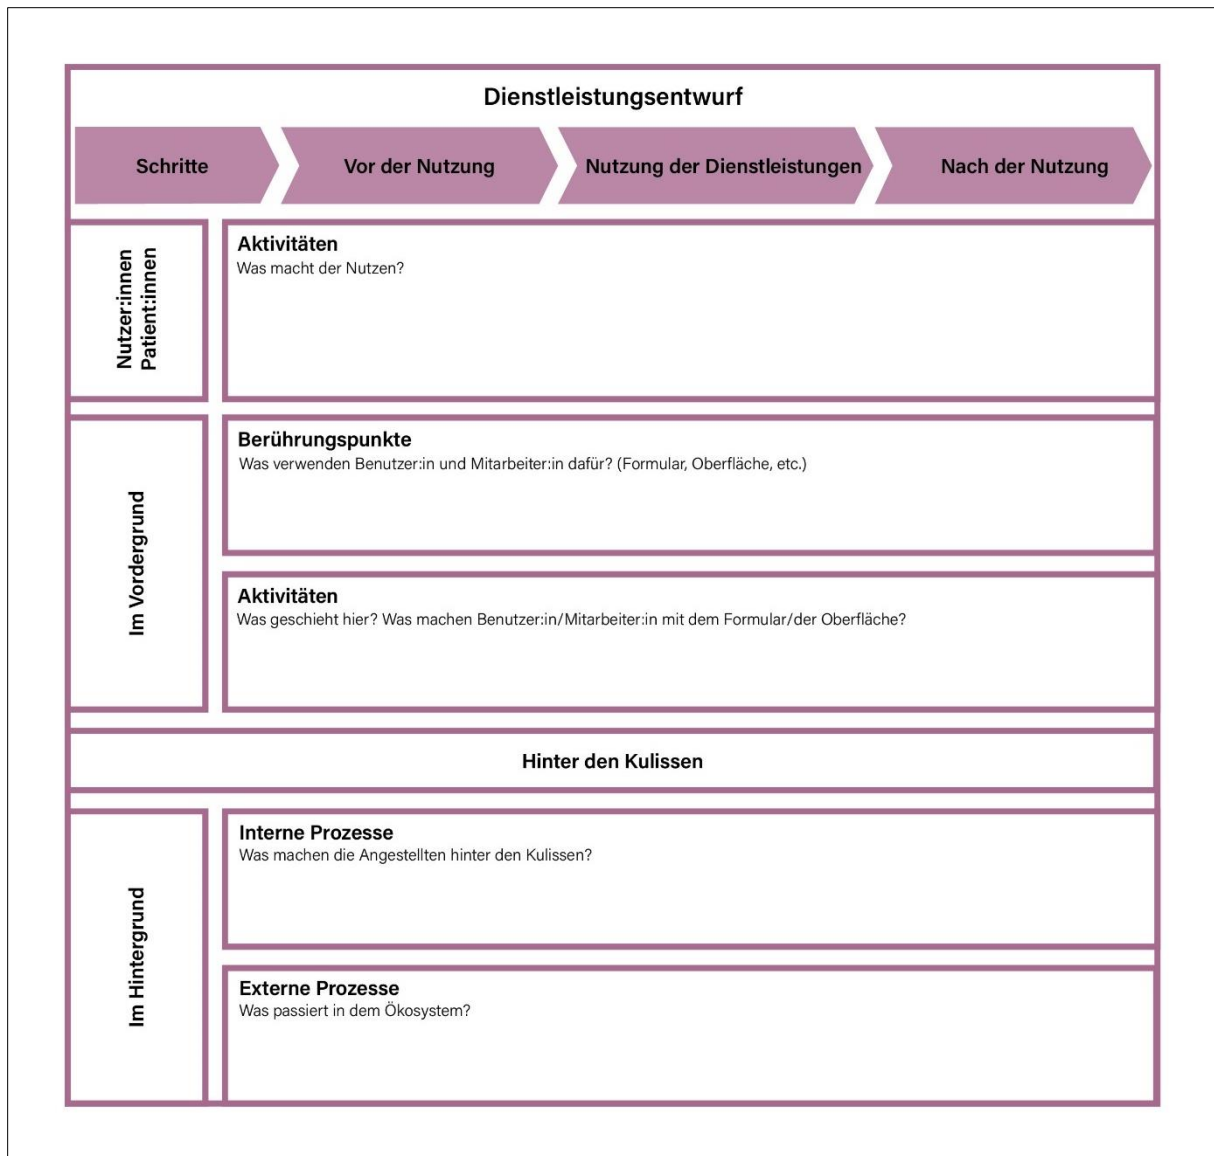 Dienstleistungsentwurf
Schritte
Vor der Nutzung
Nutzung der Dienstleistungen
Nach der Nutzung
Nutzer:innen
Patient:innen
Aktivitäten
Was macht der Nutzen?
Im Vordergrund
Berührungspunkte
Was verwenden Benutzer:in und Mitarbeiter:in dafür? (Formular, Oberfläche, etc.)
Aktivitäten
Was geschieht hier? Was machen Benutzer:in/Mitarbeiter:in mit dem Formular/der Oberfläche?
Hinter den Kulissen
Im Hintergrund
Interne Prozesse
Was machen die Angestellten hinter den Kulissen?
Externe Prozesse
Was passiert in dem Ökosystem?